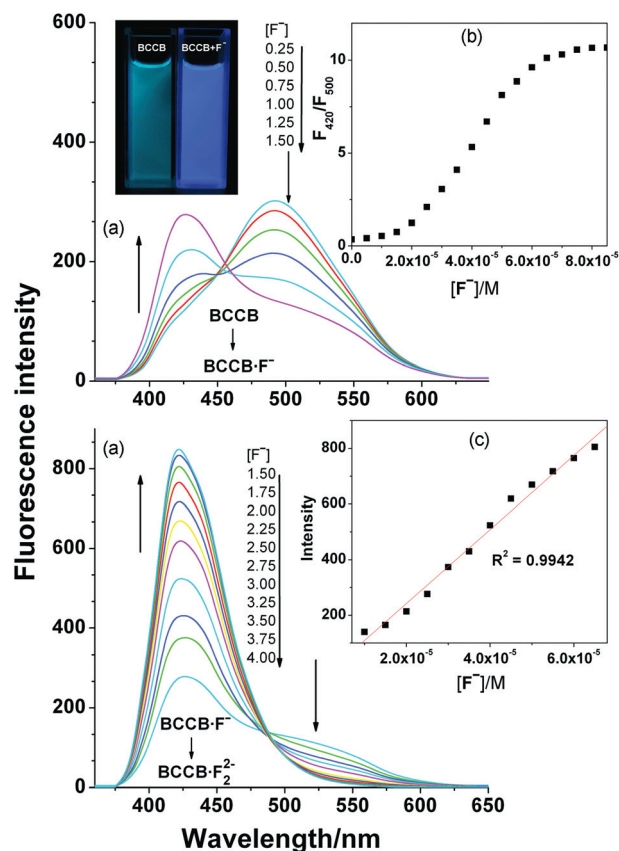 600
500
400
300
200
100
0
BCCB
BCCB+F⁻
[F⁻]
0.25
0.50
0.75
1.00
1.25
1.50
(a)
BCCB
BCCB·F⁻
400 450 500 550 600
(b)
F420/F500
10
5
0
0.0 2.0x10⁻⁵ 4.0x10⁻⁵ 6.0x10⁻⁵ 8.0x10⁻⁵
[F⁻]/M
Fluorescence intensity
(a)
800
600
400
200
0
[F⁻]
1.50
1.75
2.00
2.25
2.50
2.75
3.00
3.25
3.50
3.75
4.00
BCCB·F⁻
BCCB·F₂²⁻
400 450 500 550 600 650
Wavelength/nm
(c)
Intensity
800
600
400
200
R² = 0.9942
2.0x10⁻⁵ 4.0x10⁻⁵ 6.0x10⁻⁵
[F⁻]/M